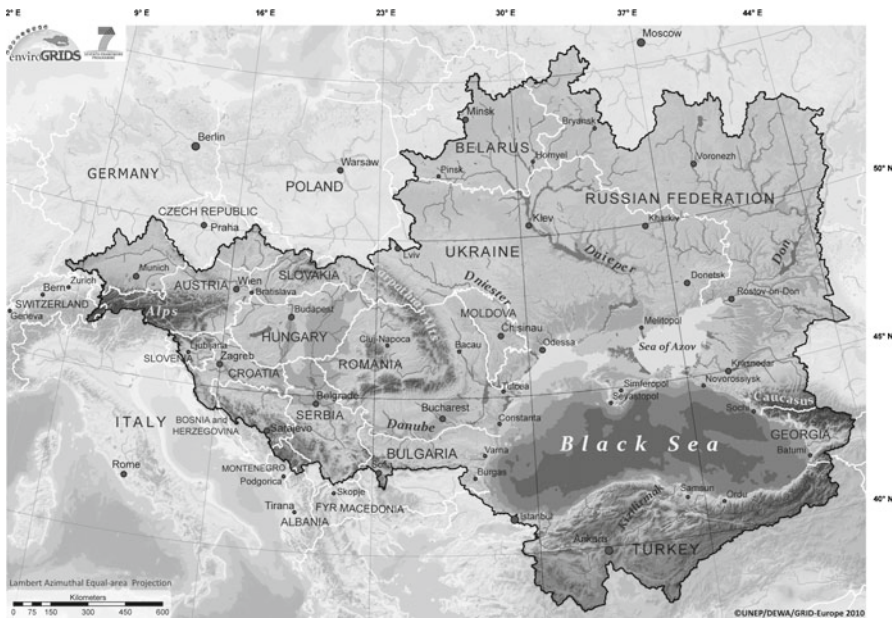 2° E 9° E 16° E 23° E 30° E 37° E 44° E
enviroGRIDS
7
SEVENTH FRAMEWORK
PROGRAMME
Moscow
Minsk
Bryansk
Berlin
BELARUS
Warsaw
Homyel
Voronezh
GERMANY
POLAND
Pinsk
50° N
RUSSIAN FEDERATION
CZECH REPUBLIC
Praha
Kiev
Kharkiv
Lviv
UKRAINE
Dnieper
Don
Munich
SLOVAKIA
Carpathian Mts
Dniester
Donetsk
Zurich
AUSTRIA
Wien
Bratislava
Bern
SWITZERLAND
Geneva
Alps
Budapest
MOLDOVA
Rostov-on-Don
HUNGARY
Chisinau
Melitopol
Cluj-Napoca
Bacau
Odessa
Sea of Azov
45° N
Ljubljana
SLOVENIA
Zagreb
ROMANIA
CROATIA
Krasnodar
Tulcea
Simferopol
Novorossiysk
Belgrade
Sevastopol
Caucasus
SERBIA
Bucharest
Sochi
ITALY
BOSNIA and
HERZEGOVINA
Sarajevo
Danube
Constanta
Black Sea
GEORGIA
Varna
Batumi
BULGARIA
Rome
MONTENEGRO
Podgorica
Sofia
Burgas
Skopje
Samsun
Ordu
40° N
Tirana
FYR MACEDONIA
ALBANIA
Istanbul
Kizilirmak
Ankara
TURKEY
Lambert Azimuthal Equal-area Projection
Kilometers
0 75 150 300 450 600
©UNEP/DEWA/GRID-Europe 2010